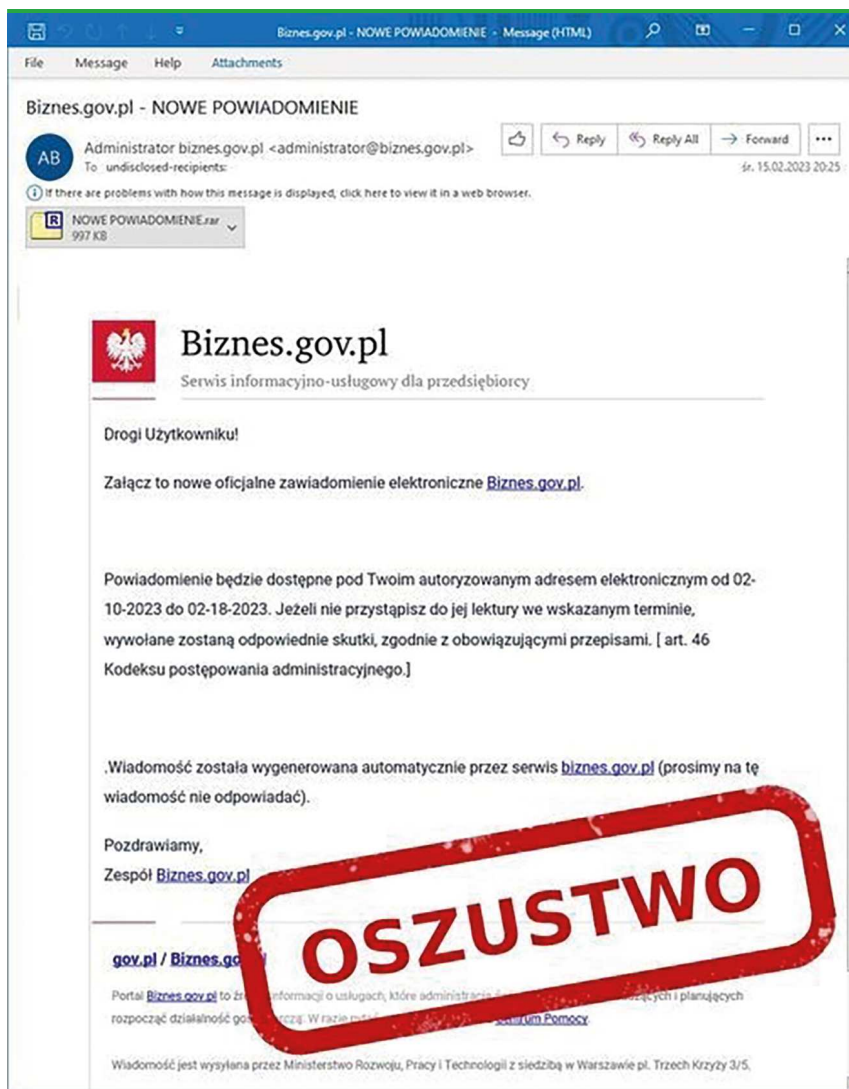 Biznes.gov.pl - NOWE POWIADOMIENIE - Message (HTML)
File Message Help Attachments
Biznes.gov.pl - NOWE POWIADOMIENIE
AB
Administrator biznes.gov.pl <administrator@biznes.gov.pl>
Reply Reply All Forward
To undisclosed-recipients:
śr. 15.02.2023 20:25
If there are problems with how this message is displayed, click here to view it in a web browser.
NOWE POWIADOMIENIE.rar
997 KB
Biznes.gov.pl
Serwis informacyjno-usługowy dla przedsiębiorcy
Drogi Użytkowniku!
Załącz to nowe oficjalne zawiadomienie elektroniczne Biznes.gov.pl.
Powiadomienie będzie dostępne pod Twoim autoryzowanym adresem elektronicznym od 02-
10-2023 do 02-18-2023. Jeżeli nie przystąpisz do jej lektury we wskazanym terminie,
wywołane zostaną odpowiednie skutki, zgodnie z obowiązującymi przepisami. [ art. 46
Kodeksu postępowania administracyjnego.]
.Wiadomość została wygenerowana automatycznie przez serwis biznes.gov.pl (prosimy na tę
wiadomość nie odpowiadać).
Pozdrawiamy,
Zespół Biznes.gov.pl
OSZUSTWO
gov.pl / Biznes.go
Portal Biznes.gov.pl to informacji o usługach, które administracja i planujących
rozpocząć działalność W razie Centrum Pomocy
Wiadomość jest wysyłana przez Ministerstwo Rozwoju, Pracy i Technologii z siedzibą w Warszawie pl. Trzech Krzyży 3/5.